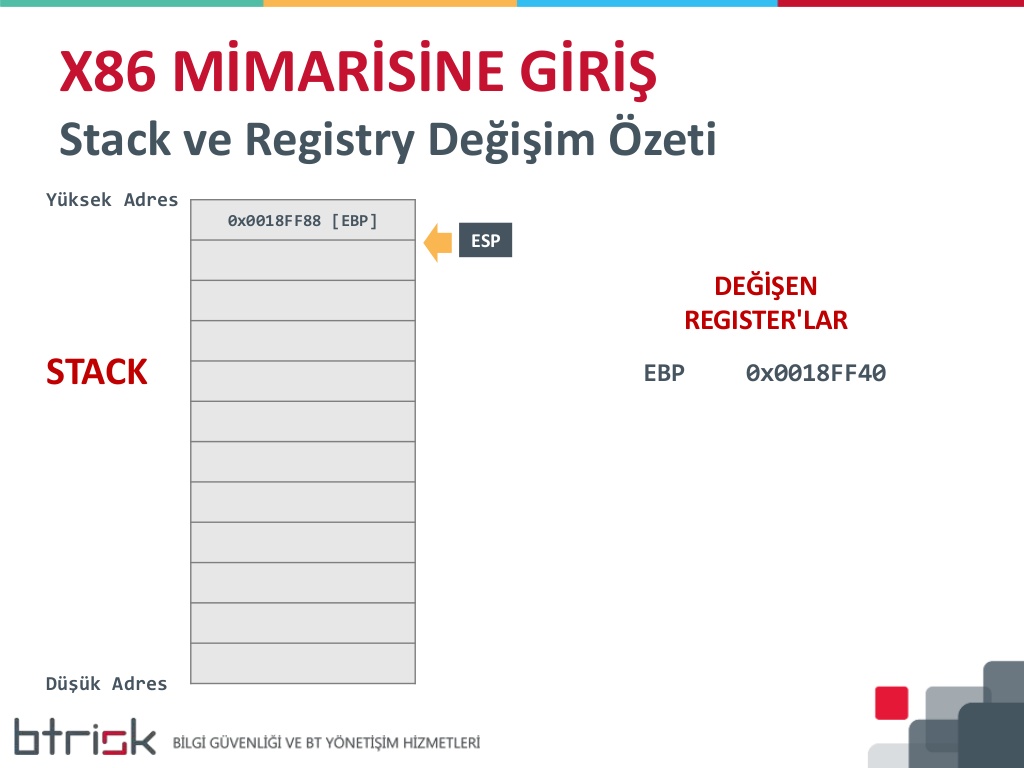 X86 MİMARİSİNE GİRİŞ
Stack ve Registry Değişim Özeti
Yüksek Adres
0x0018FF88 [EBP]
ESP
DEĞİŞEN
REGISTER'LAR
STACK
EBP 0x0018FF40
Düşük Adres
btrisk BİLGİ GÜVENLİĞİ VE BT YÖNETİŞİM HİZMETLERİ